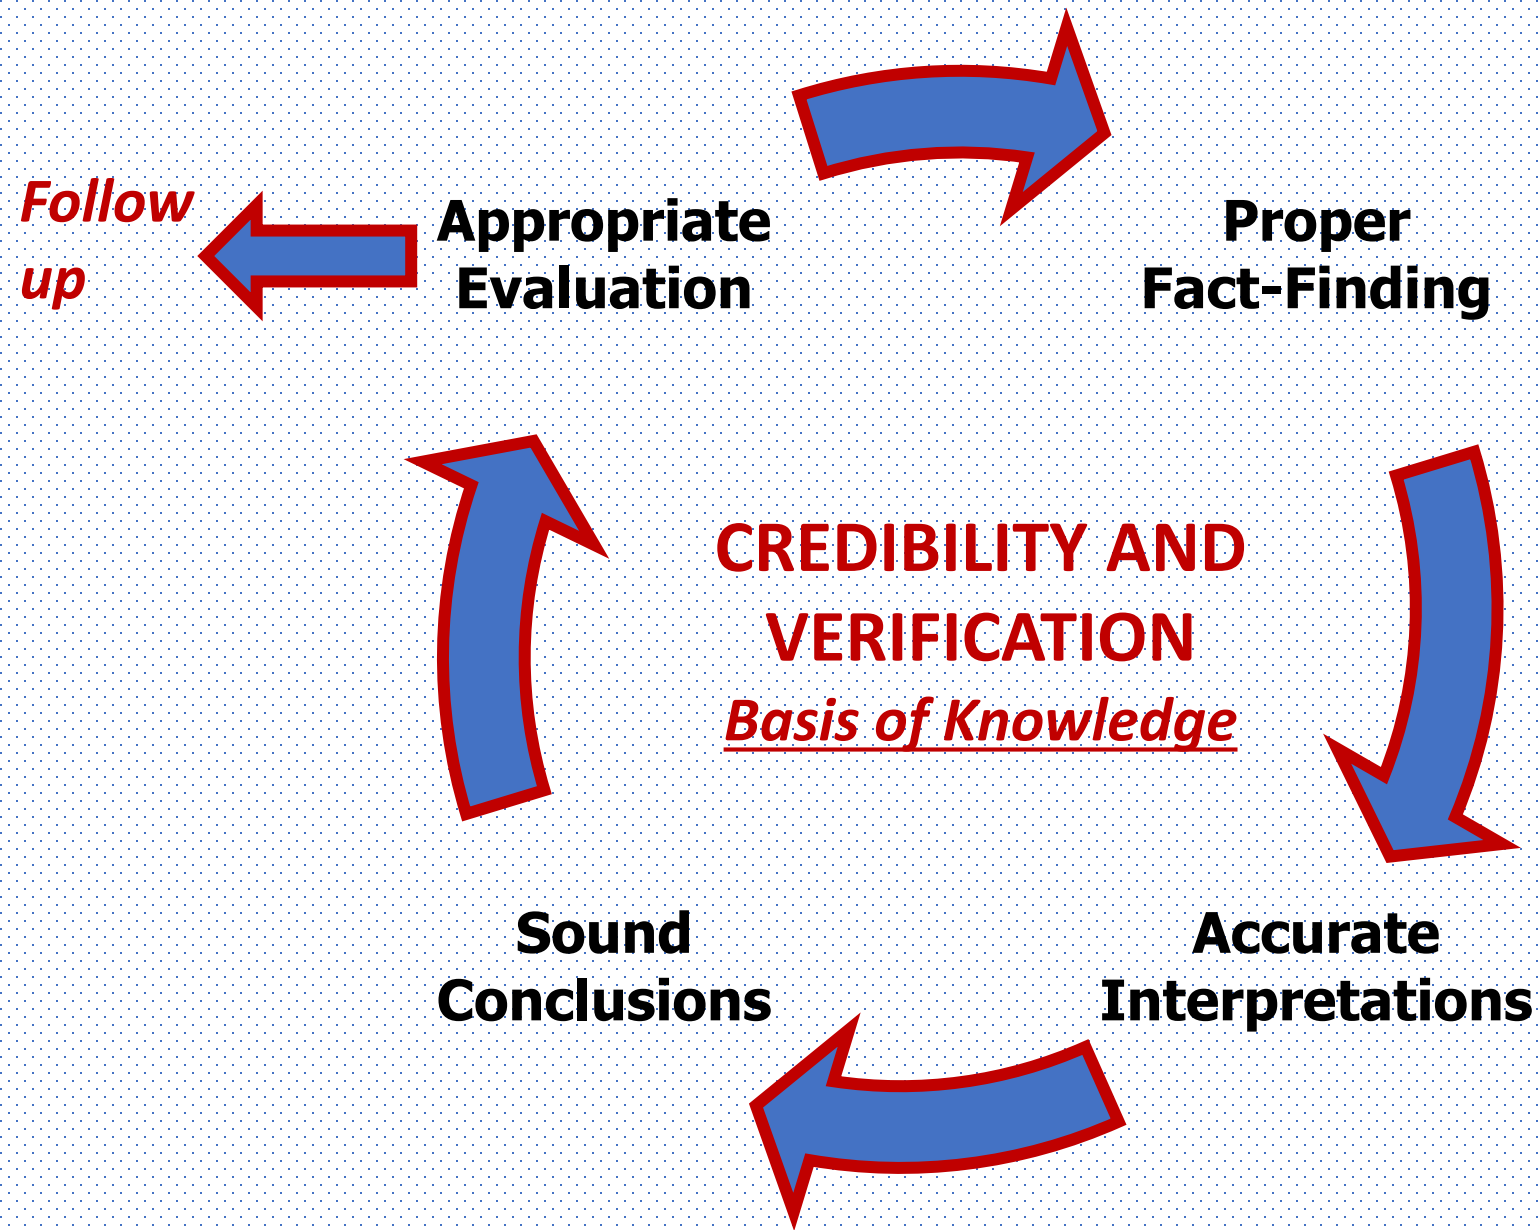 Follow
up
Appropriate
Evaluation
Proper
Fact-Finding
CREDIBILITY AND
VERIFICATION
Basis of Knowledge
Sound
Conclusions
Accurate
Interpretations